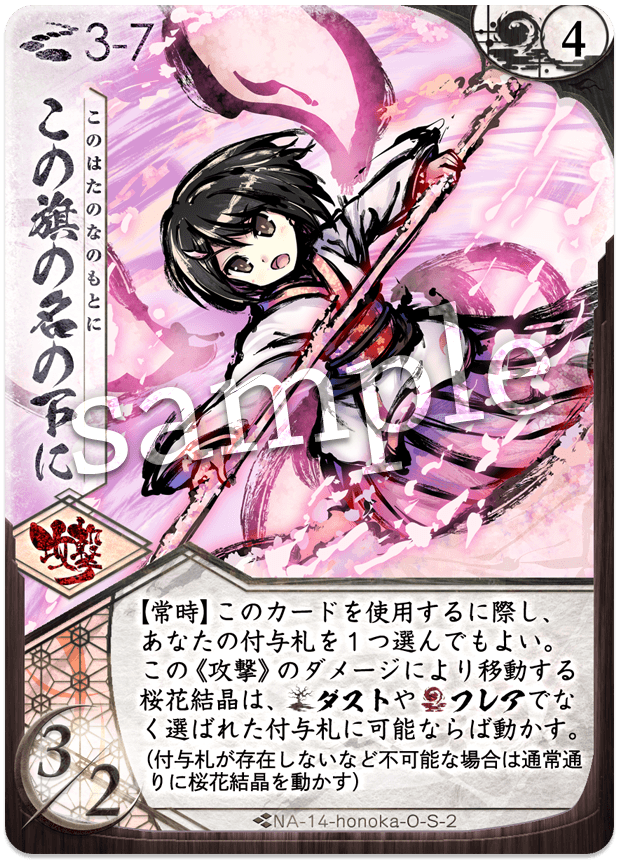 3-7
4
この旗の名の下に
このはたのなのもとに
sample
攻撃
【常時】このカードを使用するに際し、
あなたの付与札を1つ選んでもよい。
この《攻撃》のダメージにより移動する
桜花結晶は、ダストやフレアでな
く選ばれた付与札に可能ならば動かす。
(付与札が存在しないなど不可能な場合は通常通
りに桜花結晶を動かす)
3/2
NA-14-honoka-O-S-2